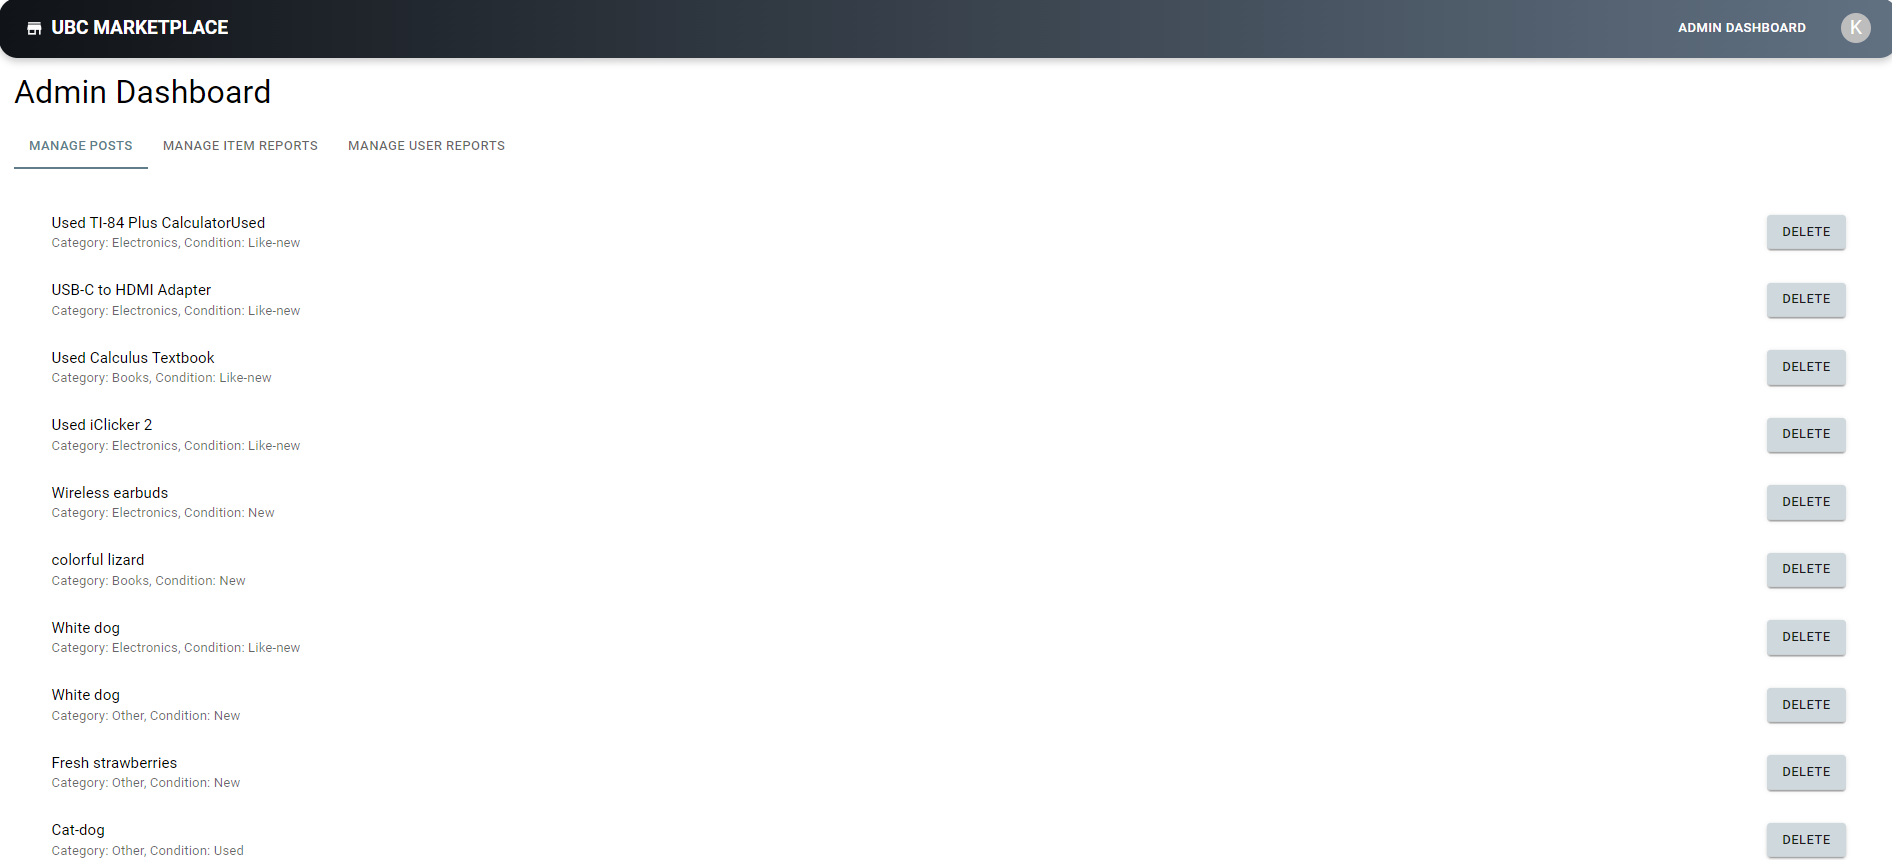 UBC MARKETPLACE
ADMIN DASHBOARD
K
Admin Dashboard
MANAGE POSTS
MANAGE ITEM REPORTS
MANAGE USER REPORTS
Used TI-84 Plus CalculatorUsed
Category: Electronics, Condition: Like-new
DELETE
USB-C to HDMI Adapter
Category: Electronics, Condition: Like-new
DELETE
Used Calculus Textbook
Category: Books, Condition: Like-new
DELETE
Used iClicker 2
Category: Electronics, Condition: Like-new
DELETE
Wireless earbuds
Category: Electronics, Condition: New
DELETE
colorful lizard
Category: Books, Condition: New
DELETE
White dog
Category: Electronics, Condition: Like-new
DELETE
White dog
Category: Other, Condition: New
DELETE
Fresh strawberries
Category: Other, Condition: New
DELETE
Cat-dog
Category: Other, Condition: Used
DELETE